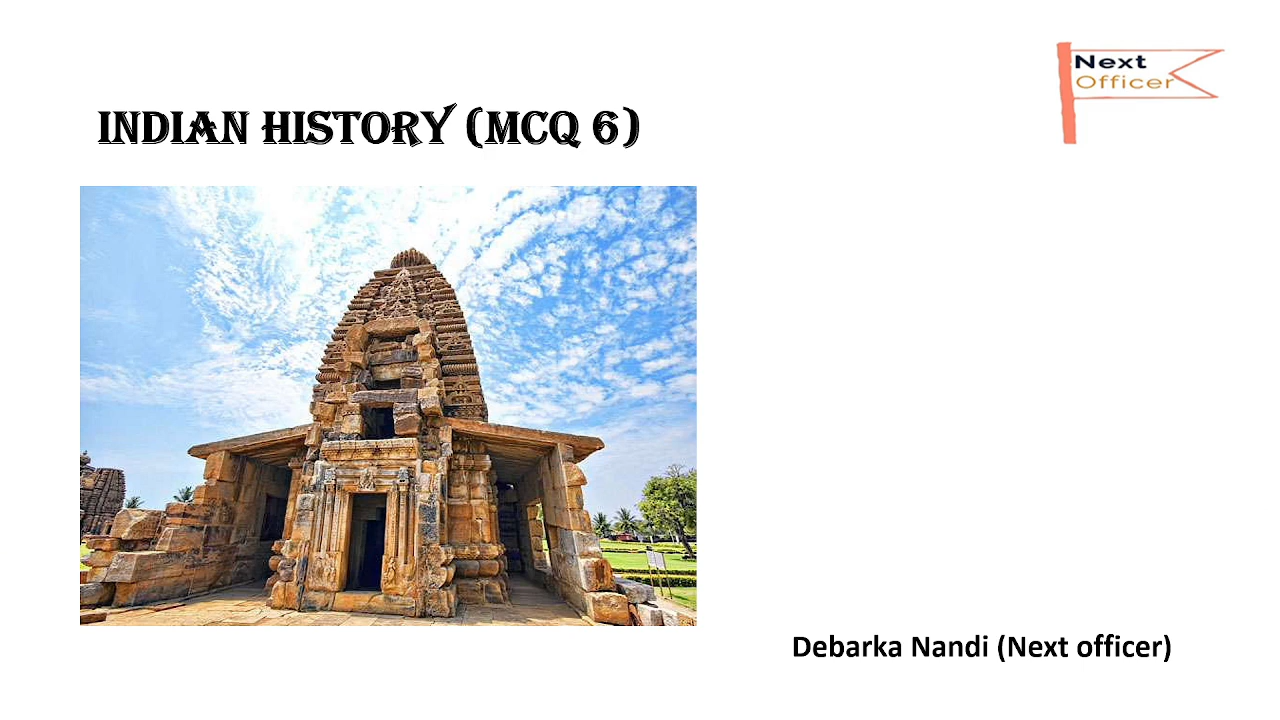 Next
Officer
INDIAN HISTORY (MCQ 6)
Debarka Nandi (Next officer)